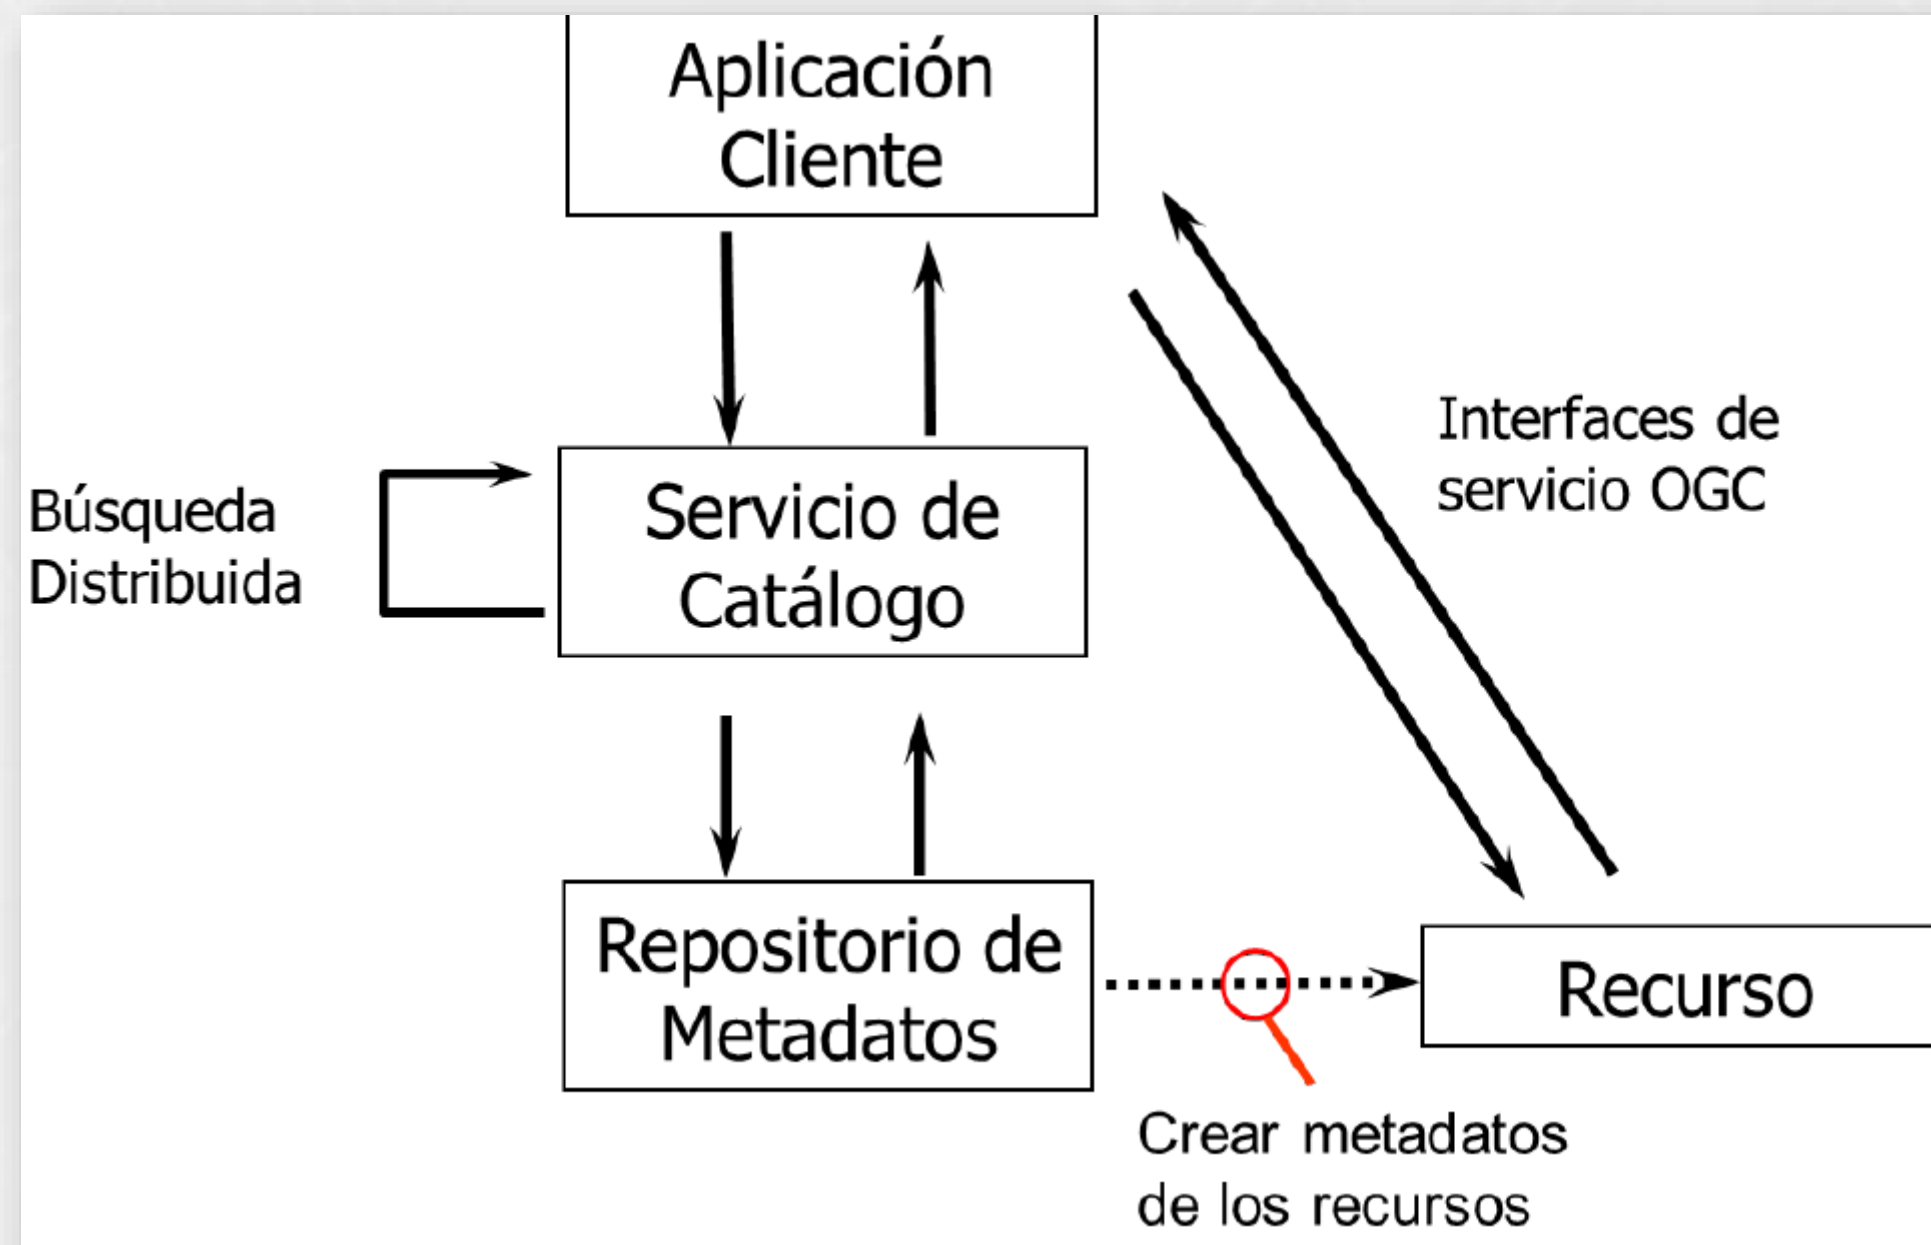 Aplicación
Cliente
Interfaces de
servicio OGC
Búsqueda
Distribuida
Servicio de
Catálogo
Repositorio de
Metadatos
Recurso
Crear metadatos
de los recursos